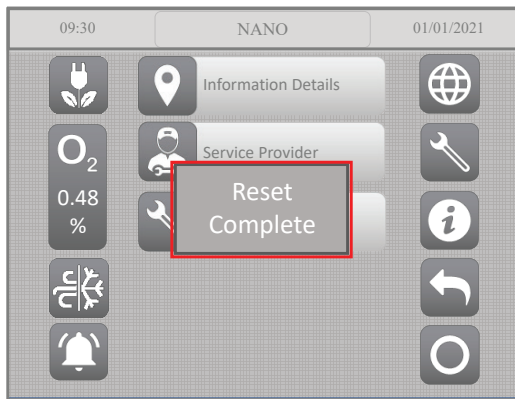 09:30
NANO
01/01/2021
Information Details
Service Provider
O2
0.48
%
Reset
Complete